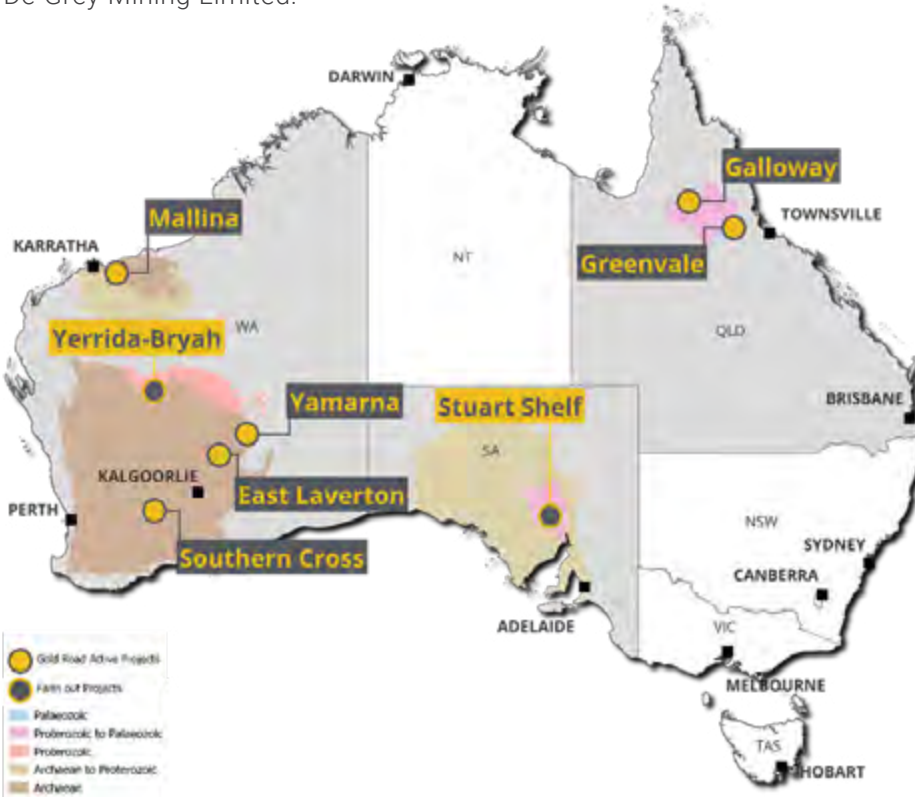 De Grey Mining Limited.
DARWIN
Galloway
Mallina
TOWNSVILLE
KARRATHA
NT
Greenvale
WA
QLD
Yerrida-Bryah
Yamarna
Stuart Shelf
BRISBANE
SA
KALGOORLIE
East Laverton
PERTH
NSW
Southern Cross
SYDNEY
CANBERRA
ADELAIDE
VIC
MELBOURNE
TAS
HOBART
Gold Road Active Projects
Farm out Projects
Palaeozoic
Proterozoic to Palaeozoic
Proterozoic
Archaean to Proterozoic
Archaean